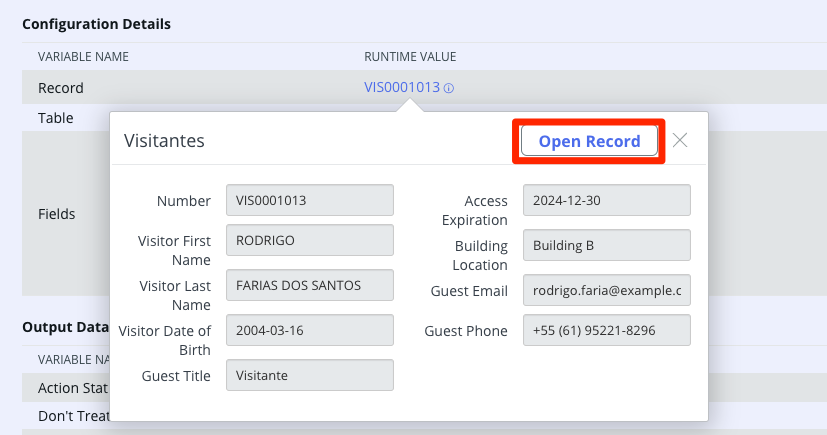 Configuration Details
VARIABLE NAME RUNTIME VALUE
Record VIS0001013
Table
Visitantes Open Record
Fields
Number VIS0001013
Visitor First Name RODRIGO
Visitor Last Name FARIAS DOS SANTOS
Visitor Date of Birth 2004-03-16
Guest Title Visitante
Access Expiration 2024-12-30
Building Location Building B
Guest Email rodrigo.faria@example.c
Guest Phone +55 (61) 95221-8296
Output Data
VARIABLE NA
Action Stat
Don't Treat